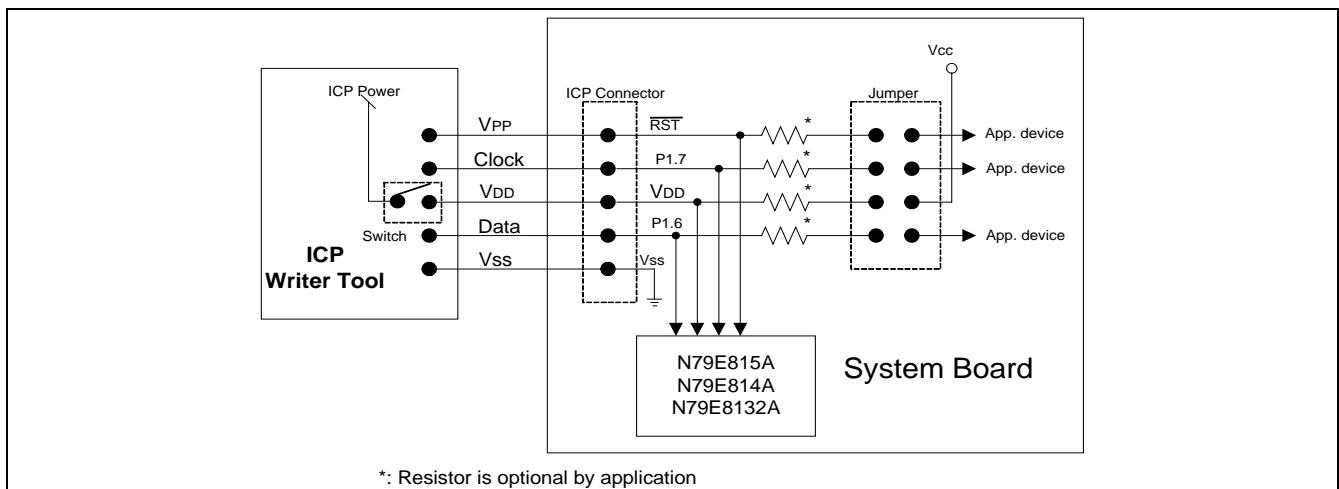 Vcc
ICP Power
ICP Connector
Jumper
VPP
RST
*
App. device
Clock
P1.7
*
App. device
VDD
VDD
*
Switch
Data
P1.6
*
App. device
Vss
Vss
ICP
Writer Tool
N79E815A
N79E814A
N79E8132A
System Board
*: Resistor is optional by application